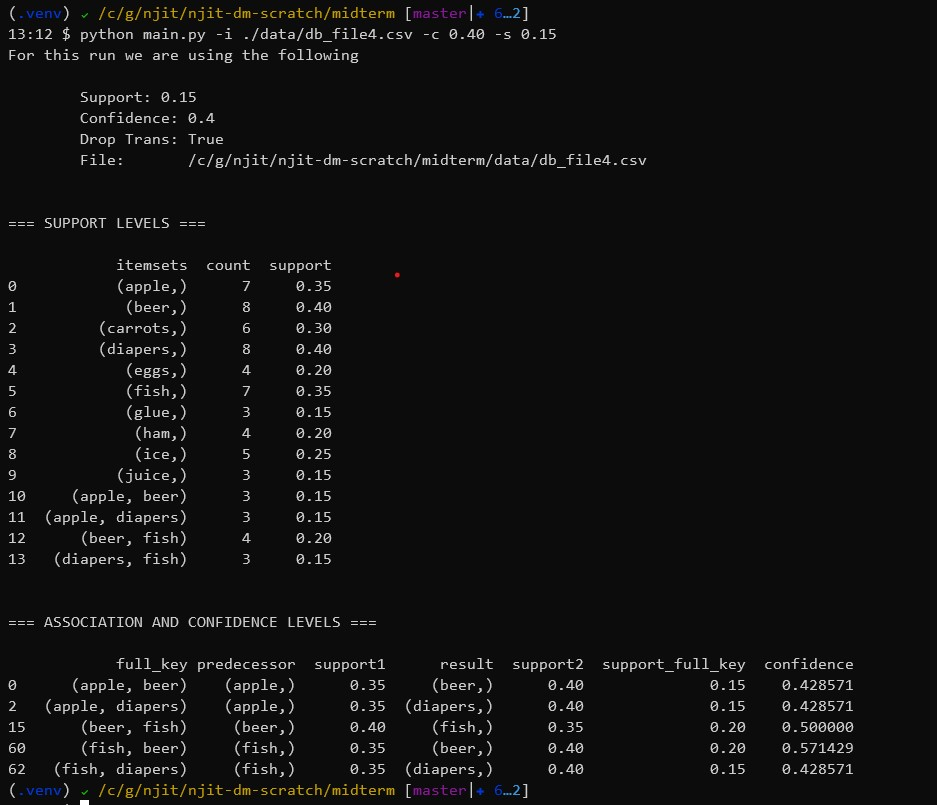 (.venv) ✓ /c/g/njit/njit-dm-scratch/midterm [master|✚ 6…2]
13:12 $ python main.py -i ./data/db_file4.csv -c 0.40 -s 0.15
For this run we are using the following
Support: 0.15
Confidence: 0.4
Drop Trans: True
File: /c/g/njit/njit-dm-scratch/midterm/data/db_file4.csv
=== SUPPORT LEVELS ===
itemsets count support
0 (apple,) 7 0.35
1 (beer,) 8 0.40
2 (carrots,) 6 0.30
3 (diapers,) 8 0.40
4 (eggs,) 4 0.20
5 (fish,) 7 0.35
6 (glue,) 3 0.15
7 (ham,) 4 0.20
8 (ice,) 5 0.25
9 (juice,) 3 0.15
10 (apple, beer) 3 0.15
11 (apple, diapers) 3 0.15
12 (beer, fish) 4 0.20
13 (diapers, fish) 3 0.15
=== ASSOCIATION AND CONFIDENCE LEVELS ===
full_key predecessor support1 result support2 support_full_key confidence
0 (apple, beer) (apple,) 0.35 (beer,) 0.40 0.15 0.428571
2 (apple, diapers) (apple,) 0.35 (diapers,) 0.40 0.15 0.428571
15 (beer, fish) (beer,) 0.40 (fish,) 0.35 0.20 0.500000
60 (fish, beer) (fish,) 0.35 (beer,) 0.40 0.20 0.571429
62 (fish, diapers) (fish,) 0.35 (diapers,) 0.40 0.15 0.428571
(.venv) ✓ /c/g/njit/njit-dm-scratch/midterm [master|✚ 6…2]